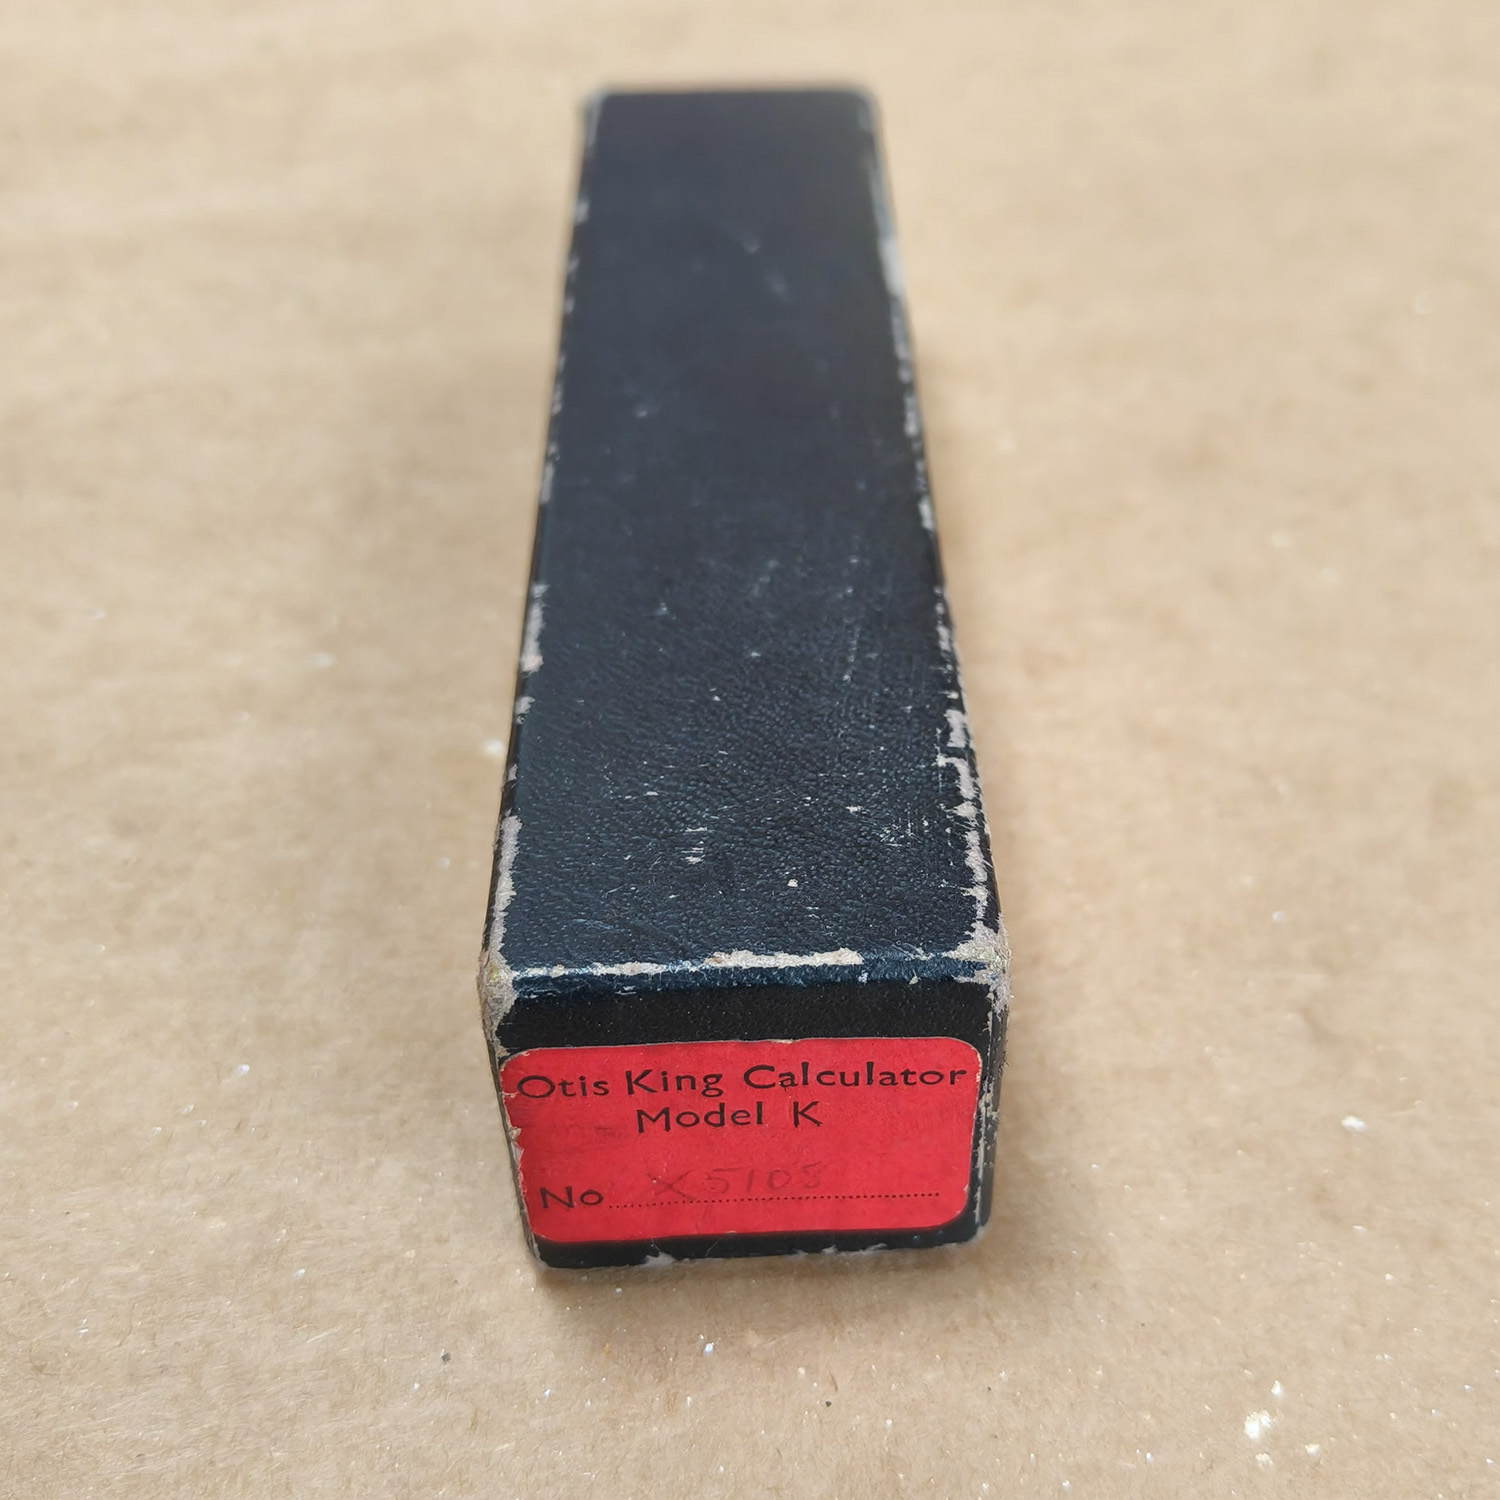 Otis King Calculator
Model K
No X5108